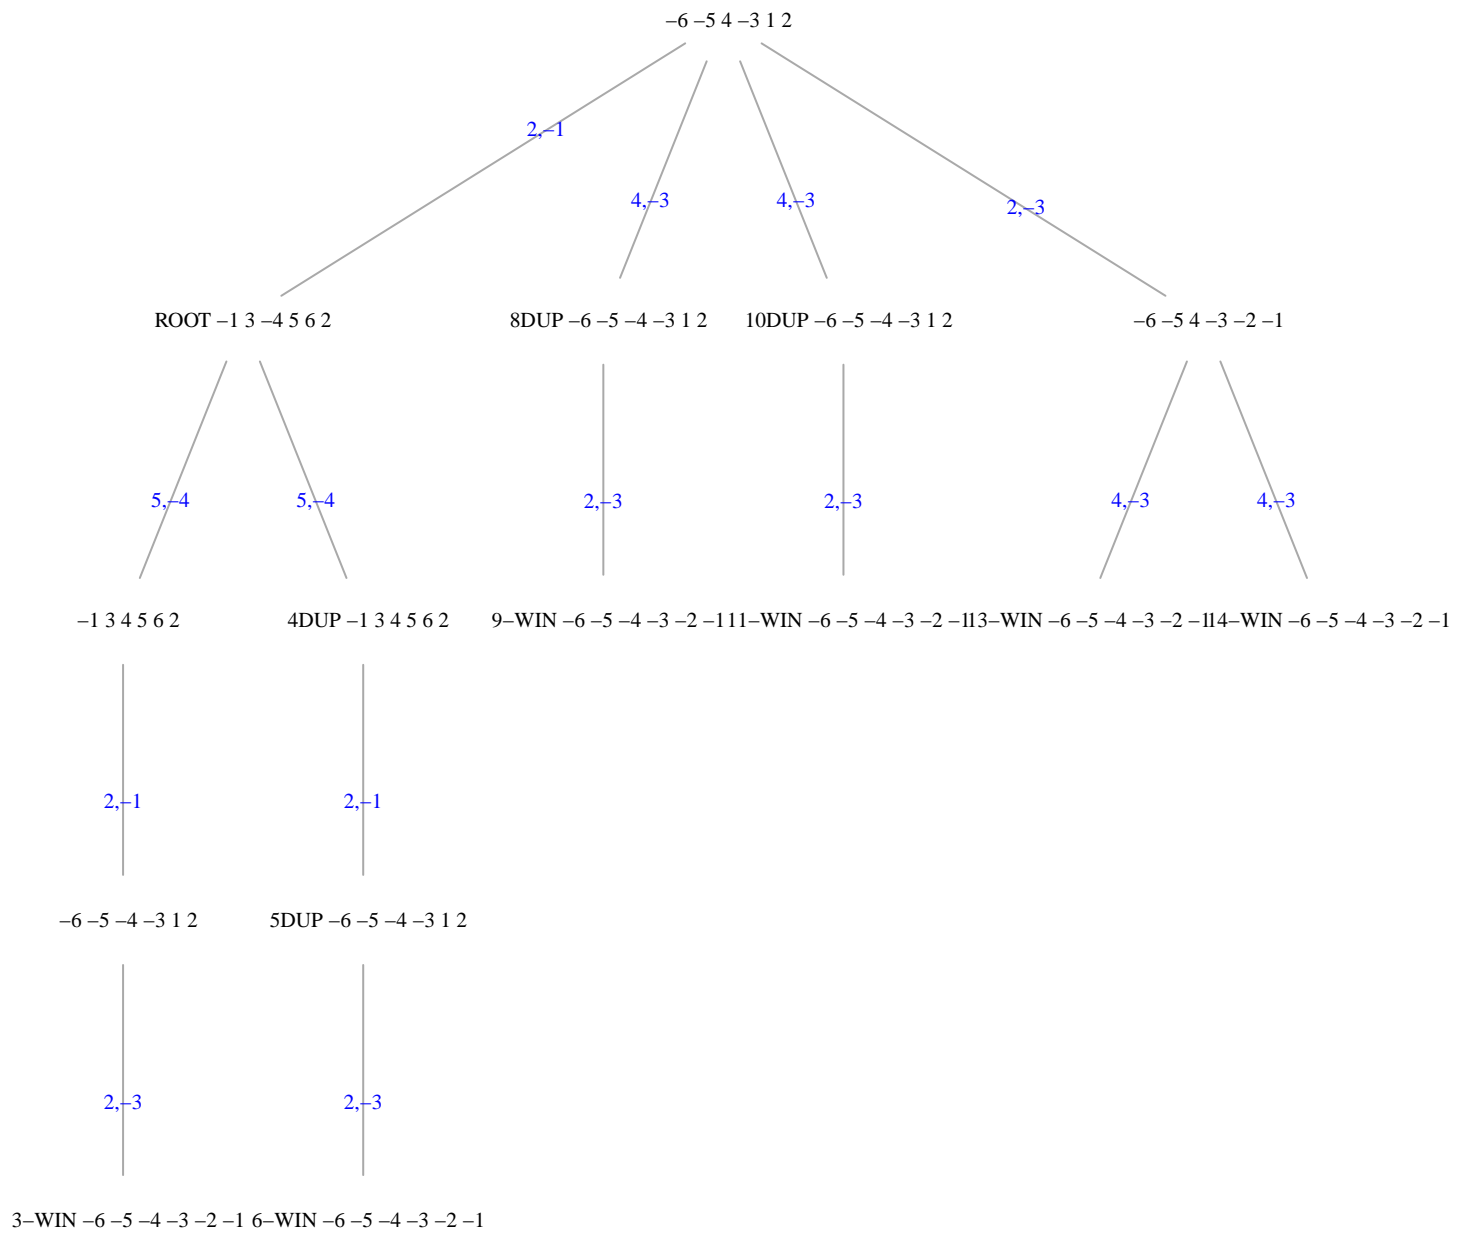 −6 −5 4 −3 1 2
2,−1
4,−3
4,−3
2,−3
ROOT −1 3 −4 5 6 2
8DUP −6 −5 −4 −3 1 2
10DUP −6 −5 −4 −3 1 2
−6 −5 4 −3 −2 −1
5,−4
5,−4
2,−3
2,−3
4,−3
4,−3
−1 3 4 5 6 2
4DUP −1 3 4 5 6 2
9−WIN −6 −5 −4 −3 −2 −1
11−WIN −6 −5 −4 −3 −2 −1
13−WIN −6 −5 −4 −3 −2 −1
14−WIN −6 −5 −4 −3 −2 −1
2,−1
2,−1
−6 −5 −4 −3 1 2
5DUP −6 −5 −4 −3 1 2
2,−3
2,−3
3−WIN −6 −5 −4 −3 −2 −1
6−WIN −6 −5 −4 −3 −2 −1